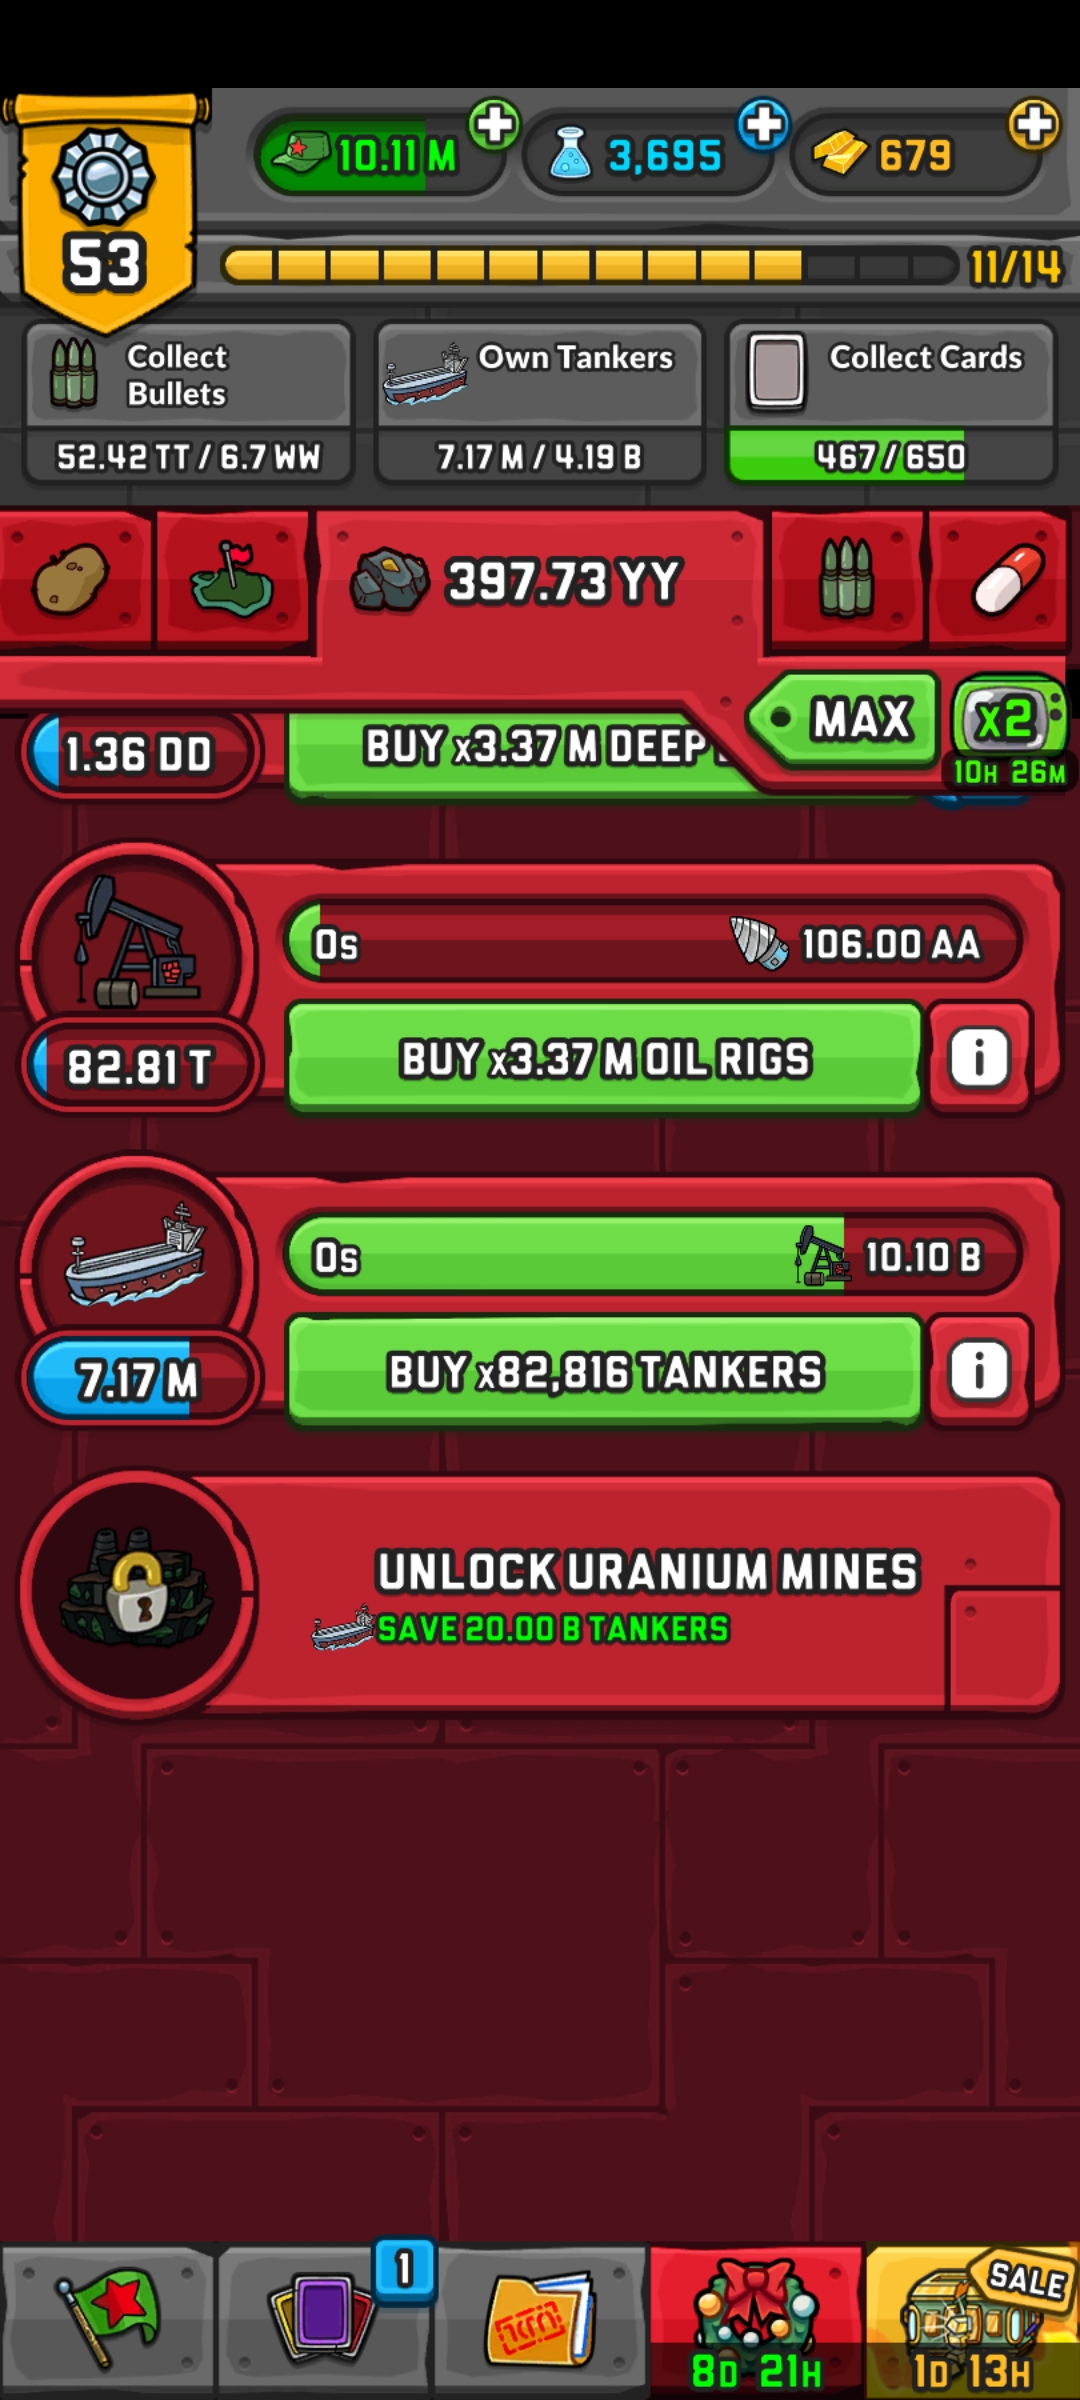 10.11 M
3,695
679
53
11/14
Collect
Bullets
52.42 TT / 6.7 WW
Own Tankers
7.17 M / 4.19 B
Collect Cards
467 / 650
397.73 YY
MAX
x2
10H 26M
1.36 DD
BUY x3.37 M DEEP
0s
106.00 AA
82.81 T
BUY x3.37 M OIL RIGS
i
0s
10.10 B
7.17 M
BUY x82,816 TANKERS
i
UNLOCK URANIUM MINES
SAVE 20.00 B TANKERS
1
8D 21H
SALE
1D 13H